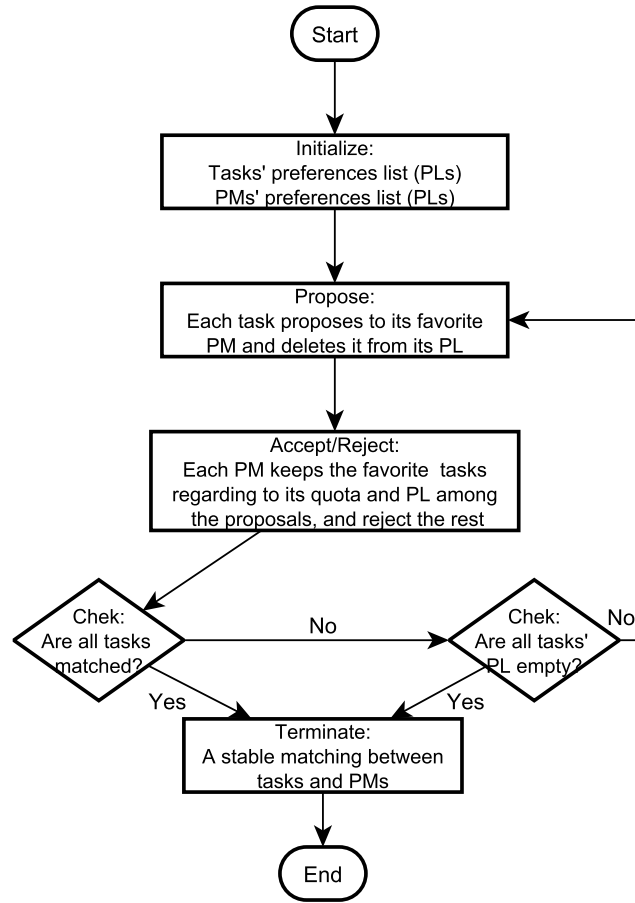 Start
Initialize:
Tasks' preferences list (PLs)
PMs' preferences list (PLs)
Propose:
Each task proposes to its favorite
PM and deletes it from its PL
Accept/Reject:
Each PM keeps the favorite tasks
regarding to its quota and PL among
the proposals, and reject the rest
Chek:
Are all tasks
matched?
No
Chek:
Are all tasks'
PL empty?
No
Yes
Yes
Terminate:
A stable matching between
tasks and PMs
End